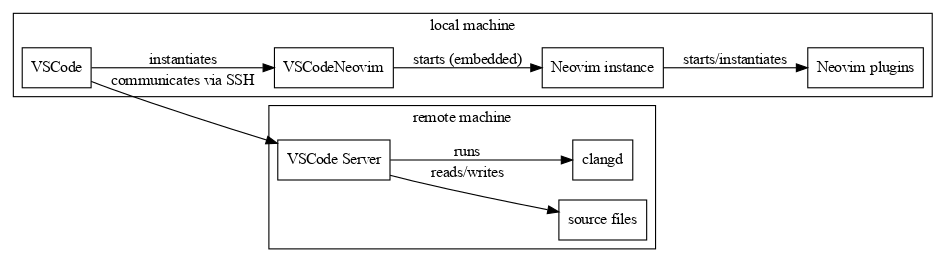 local machine
VSCode
instantiates
VSCodeNeovim
starts (embedded)
Neovim instance
starts/instantiates
Neovim plugins
communicates via SSH
remote machine
VSCode Server
runs
clangd
reads/writes
source files